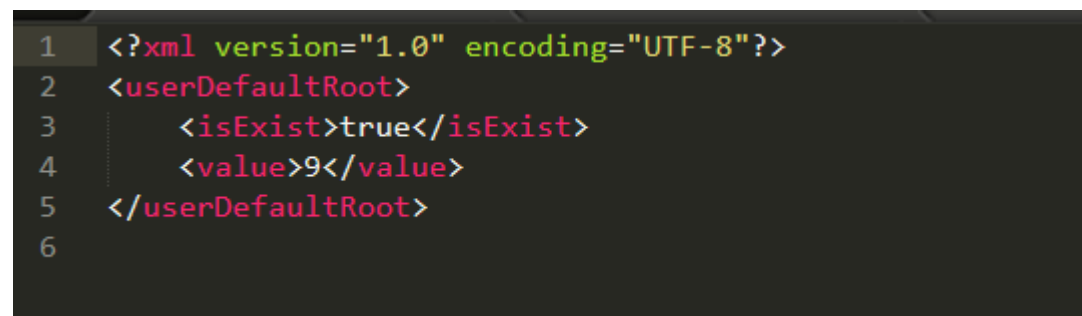 1 <?xml version="1.0" encoding="UTF-8"?>
2 <userDefaultRoot>
3 <isExist>true</isExist>
4 <value>9</value>
5 </userDefaultRoot>
6